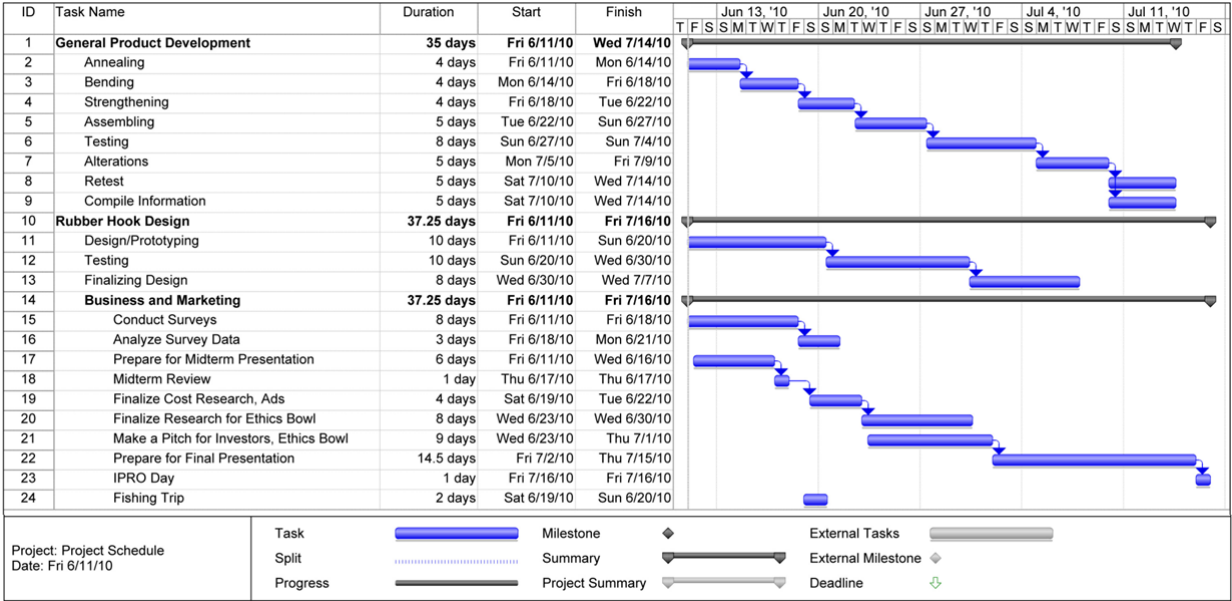 ID Task Name Duration Start Finish Jun 13, '10 Jun 20, '10 Jun 27, '10 Jul 4, '10 Jul 11, '10
T F S S M T W T F S S M T W T F S S M T W T F S S M T W T F S S M T W T F S
1 General Product Development 35 days Fri 6/11/10 Wed 7/14/10
2 Annealing 4 days Fri 6/11/10 Mon 6/14/10
3 Bending 4 days Mon 6/14/10 Fri 6/18/10
4 Strengthening 4 days Fri 6/18/10 Tue 6/22/10
5 Assembling 5 days Tue 6/22/10 Sun 6/27/10
6 Testing 8 days Sun 6/27/10 Sun 7/4/10
7 Alterations 5 days Mon 7/5/10 Fri 7/9/10
8 Retest 5 days Sat 7/10/10 Wed 7/14/10
9 Compile Information 5 days Sat 7/10/10 Wed 7/14/10
10 Rubber Hook Design 37.25 days Fri 6/11/10 Fri 7/16/10
11 Design/Prototyping 10 days Fri 6/11/10 Sun 6/20/10
12 Testing 10 days Sun 6/20/10 Wed 6/30/10
13 Finalizing Design 8 days Wed 6/30/10 Wed 7/7/10
14 Business and Marketing 37.25 days Fri 6/11/10 Fri 7/16/10
15 Conduct Surveys 8 days Fri 6/11/10 Fri 6/18/10
16 Analyze Survey Data 3 days Fri 6/18/10 Mon 6/21/10
17 Prepare for Midterm Presentation 6 days Fri 6/11/10 Wed 6/16/10
18 Midterm Review 1 day Thu 6/17/10 Thu 6/17/10
19 Finalize Cost Research, Ads 4 days Sat 6/19/10 Tue 6/22/10
20 Finalize Research for Ethics Bowl 8 days Wed 6/23/10 Wed 6/30/10
21 Make a Pitch for Investors, Ethics Bowl 9 days Wed 6/23/10 Thu 7/1/10
22 Prepare for Final Presentation 14.5 days Fri 7/2/10 Thu 7/15/10
23 IPRO Day 1 day Fri 7/16/10 Fri 7/16/10
24 Fishing Trip 2 days Sat 6/19/10 Sun 6/20/10
Project: Project Schedule
Date: Fri 6/11/10
Task Milestone External Tasks
Split Summary External Milestone
Progress Project Summary Deadline